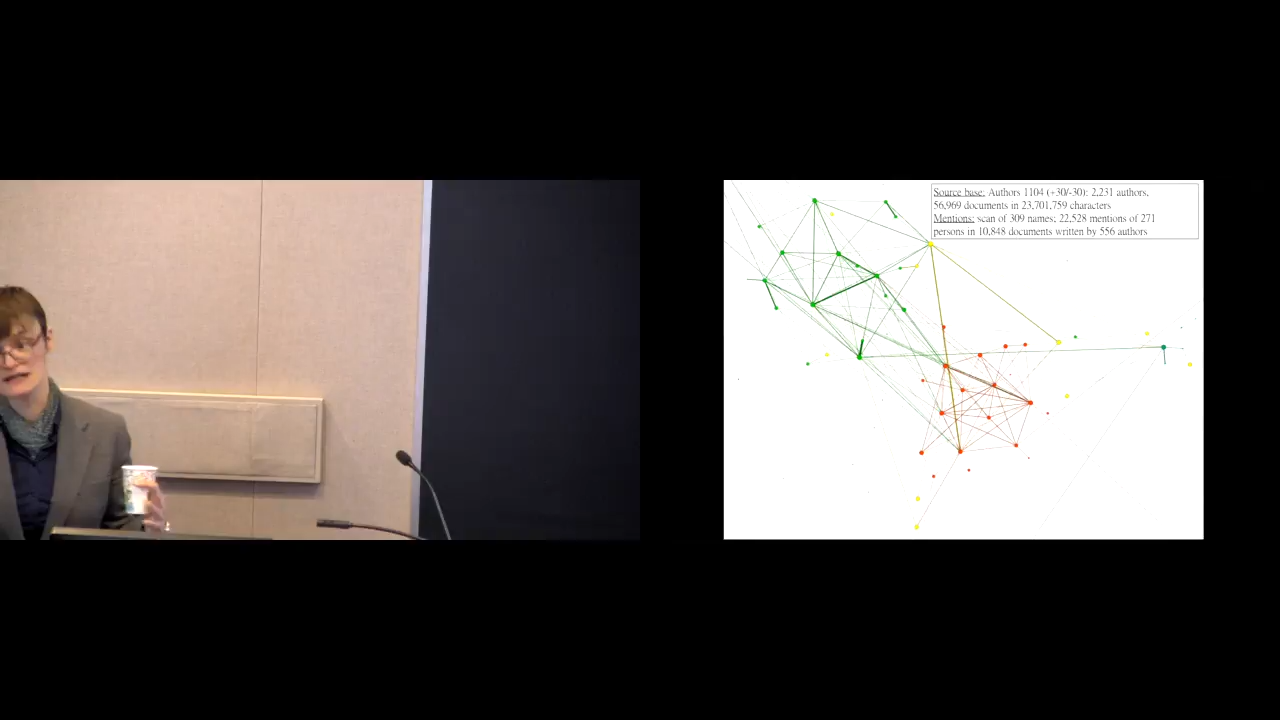 Source base: Authors 1104 (+30/-30): 2,231 authors.
56,969 documents in 23,701,759 characters
Mentions: scan of 309 names; 22,528 mentions of 271
persons in 10,848 documents written by 556 authors